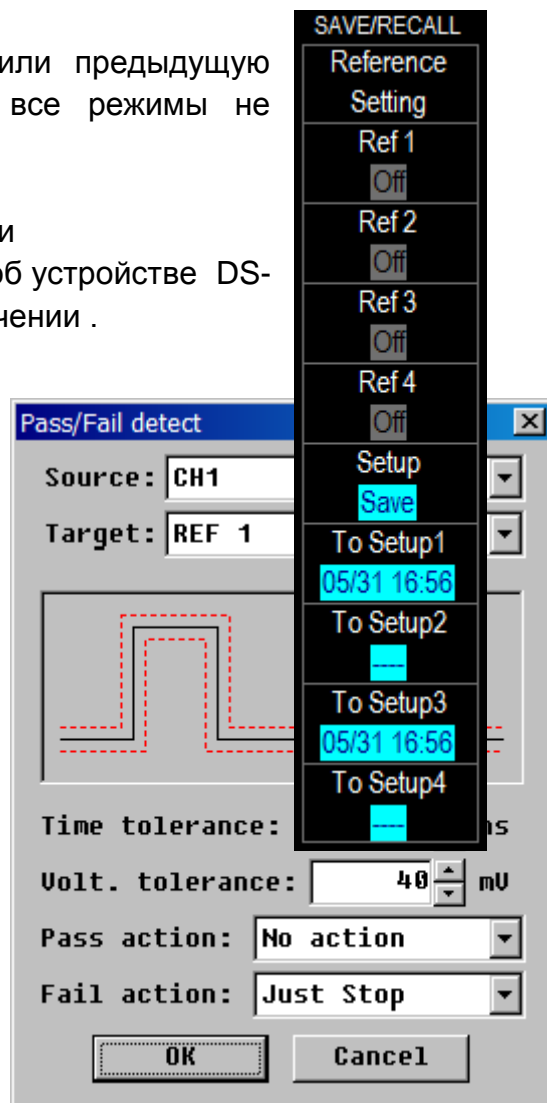 или предыдущую
все режимы не
и
об устройстве DS-
чении .
SAVE/RECALL
Reference
Setting
Ref 1
Off
Ref 2
Off
Ref 3
Off
Ref 4
Off
Setup
Save
To Setup1
05/31 16:56
To Setup2
----
To Setup3
05/31 16:56
To Setup4
----
Pass/Fail detect
Source: CH1
Target: REF 1
Time tolerance: ns
Volt. tolerance: 40 mV
Pass action: No action
Fail action: Just Stop
OK Cancel